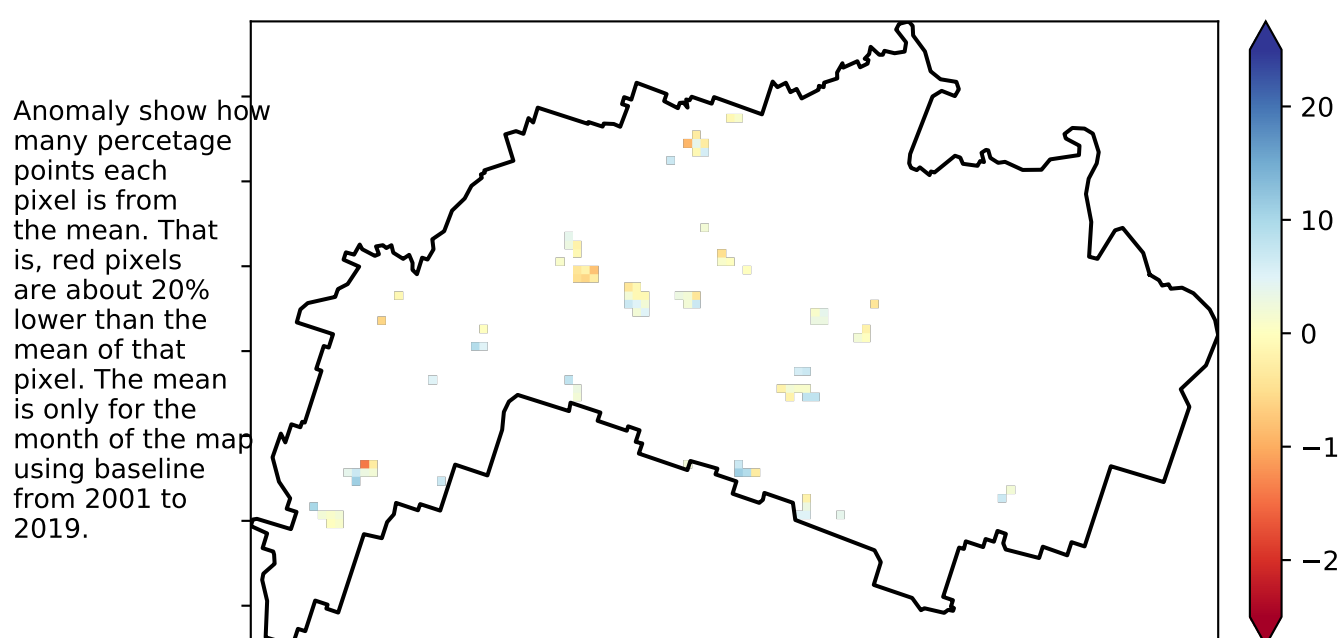 Anomaly show how
many percetage
points each
pixel is from
the mean. That
is, red pixels
are about 20%
lower than the
mean of that
pixel. The mean
is only for the
month of the map
using baseline
from 2001 to
2019.
20
10
0
−1
−2